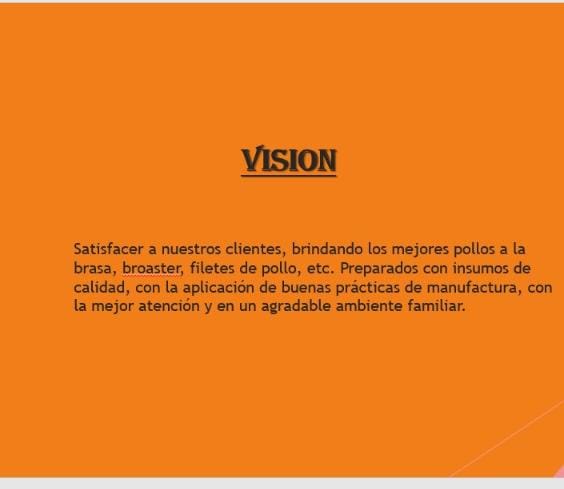 VISION
Satisfacer a nuestros clientes, brindando los mejores pollos a la
brasa, broaster, filetes de pollo, etc. Preparados con insumos de
calidad, con la aplicación de buenas prácticas de manufactura, con
la mejor atención y en un agradable ambiente familiar.